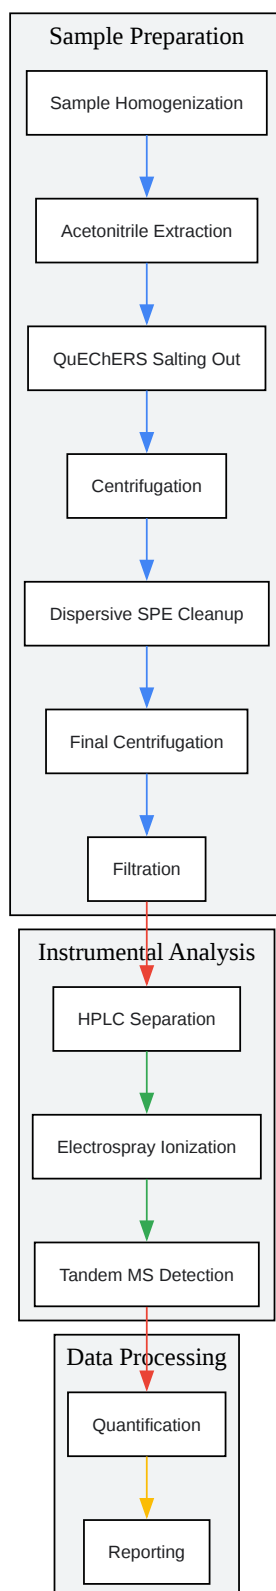 Sample Preparation
Sample Homogenization
Acetonitrile Extraction
QuEChERS Salting Out
Centrifugation
Dispersive SPE Cleanup
Final Centrifugation
Filtration
Instrumental Analysis
HPLC Separation
Electrospray Ionization
Tandem MS Detection
Data Processing
Quantification
Reporting